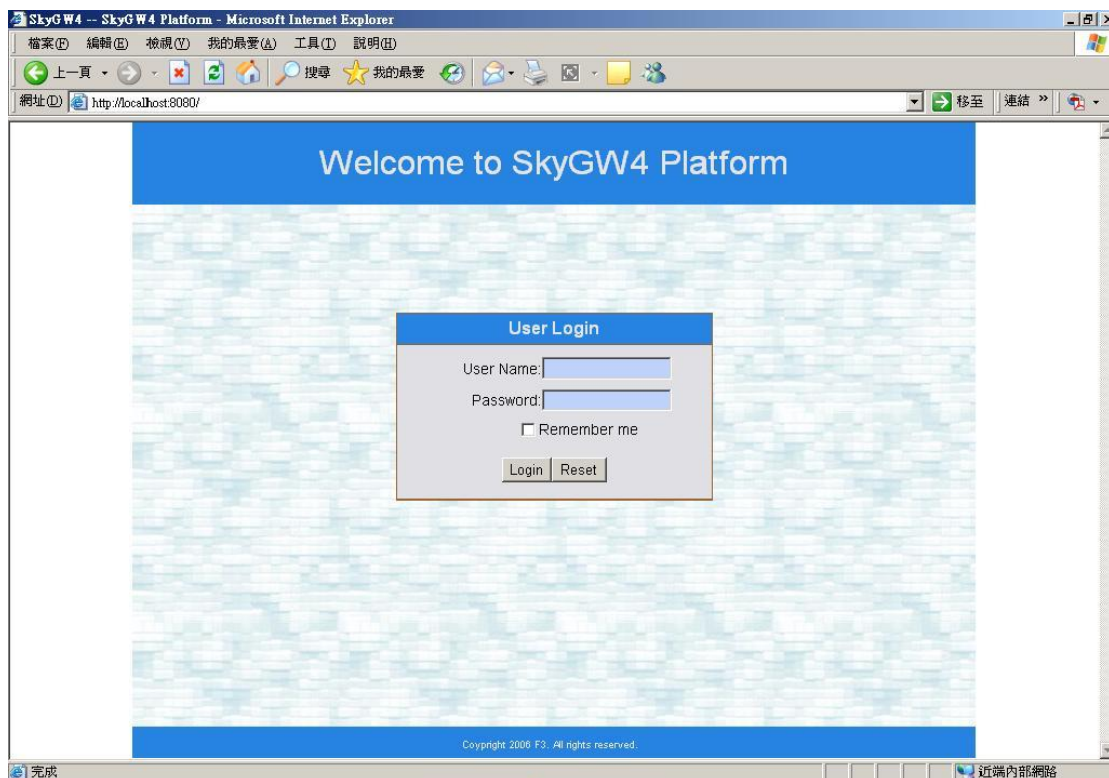 SkyGW4 -- SkyGW4 Platform - Microsoft Internet Explorer
檔案(F) 編輯(E) 檢視(V) 我的最愛(A) 工具(T) 說明(H)
上一頁 搜尋 我的最愛
網址(D) http://localhost:8080/ 移至 連結 »
Welcome to SkyGW4 Platform
User Login
User Name:
Password:
Remember me
Login Reset
Coypright 2006 F3. All rights reserved.
完成 近端內部網路